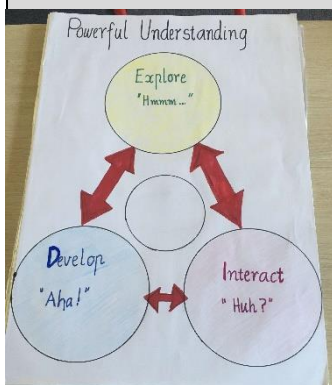 Powerful Understanding
Explore
"Hmmm..."
Develop
"Aha!"
Interact
"Huh?"